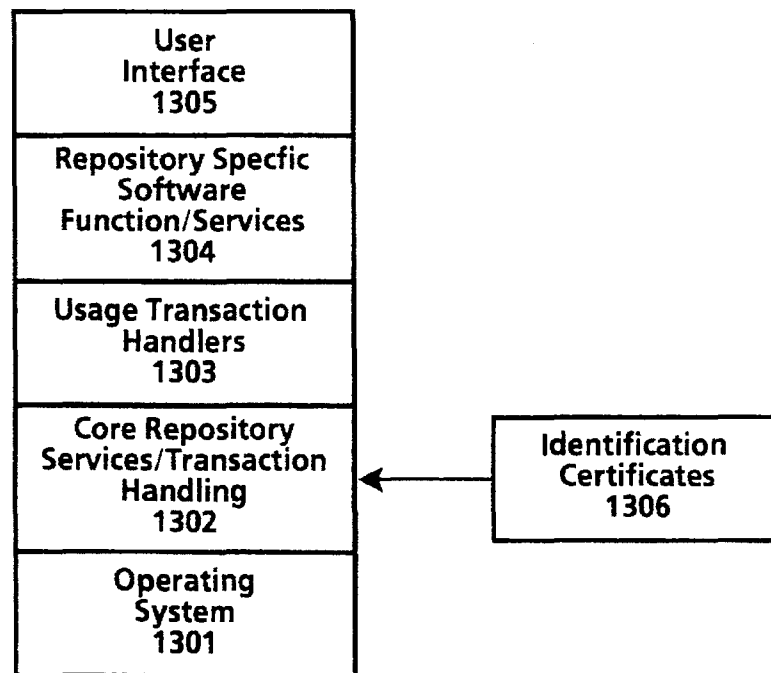 User
Interface
1305
Repository Specfic
Software
Function/Services
1304
Usage Transaction
Handlers
1303
Core Repository
Services/Transaction
Handling
1302
Identification
Certificates
1306
Operating
System
1301